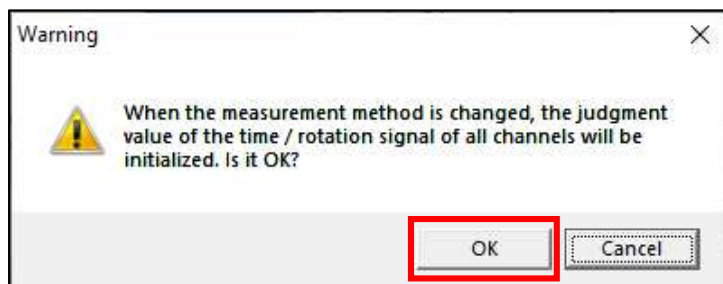 Warning
When the measurement method is changed, the judgment
value of the time / rotation signal of all channels will be
initialized. Is it OK?
OK
Cancel